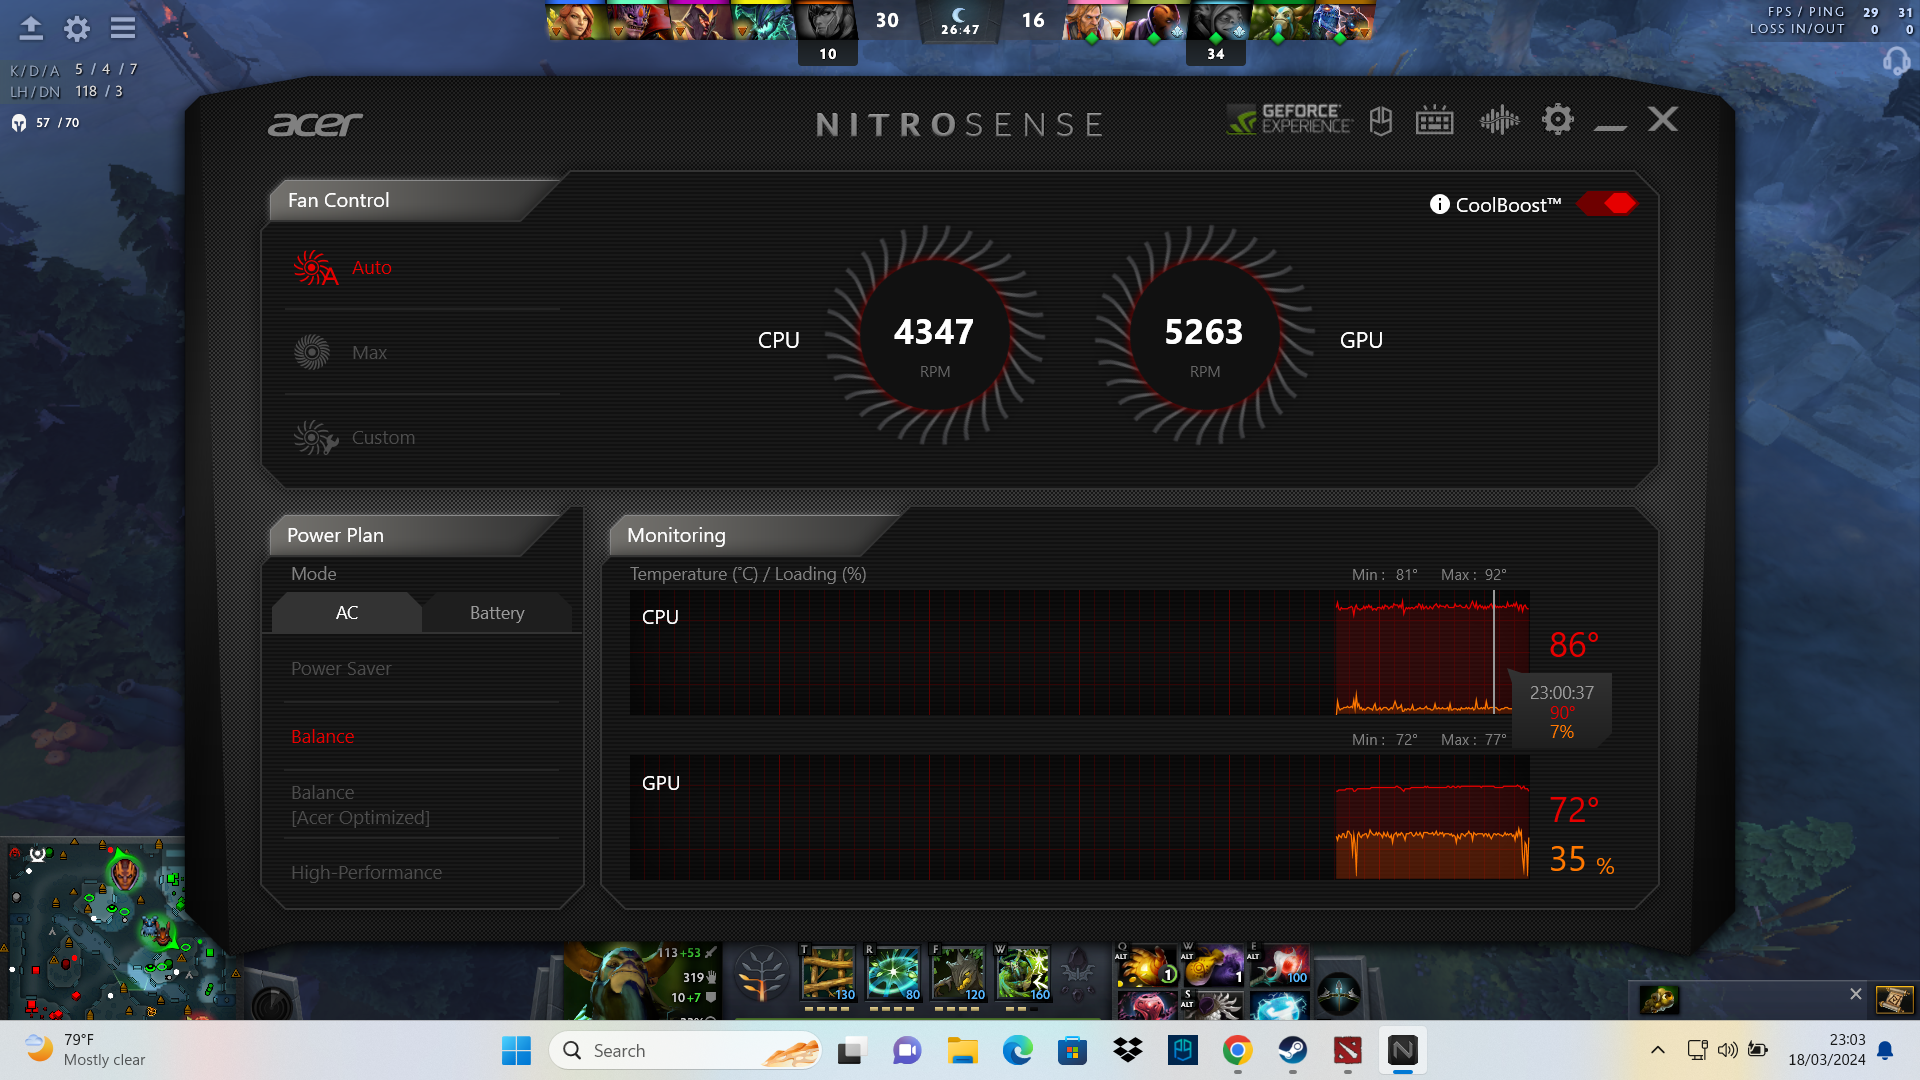 30
26:47
16
10
34
FPS / PING 29 31
LOSS IN/OUT 0 0
K/D/A 5 / 4 / 7
LH/DN 118 / 3
57 /70
acer
NITROSENSE
GEFORCE
EXPERIENCE
Fan Control
CoolBoost™
Auto
Max
Custom
CPU
4347
RPM
5263
RPM
GPU
Power Plan
Mode
AC
Battery
Power Saver
Balance
Balance
[Acer Optimized]
High-Performance
Monitoring
Temperature (°C) / Loading (%)
Min : 81° Max : 92°
CPU
86°
23:00:37
90°
7%
Min : 72° Max : 77°
GPU
72°
35 %
113 +53
319
10 +7
T
130
R
80
F
120
W
160
Q
ALT
1
W
ALT
1
E
ALT
100
S
ALT
79°F
Mostly clear
Search
23:03
18/03/2024